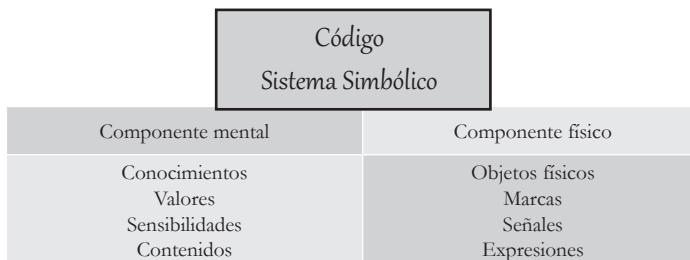 Código
Sistema Simbólico
Componente mental Componente físico
Conocimientos Objetos físicos
Valores Marcas
Sensibilidades Señales
Contenidos Expresiones